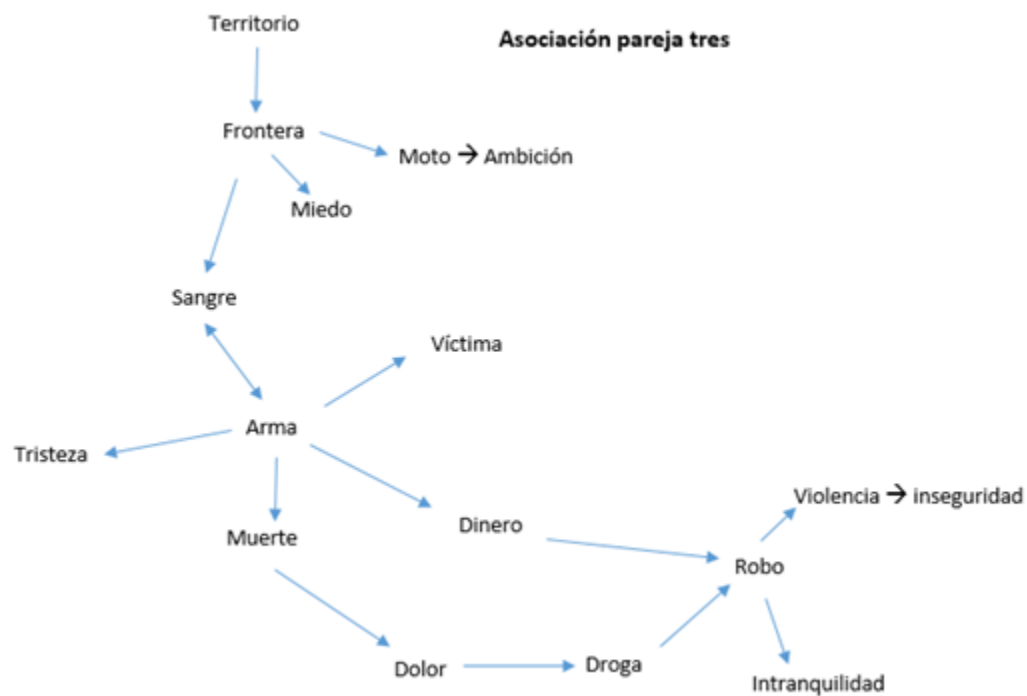 Territorio
Asociación pareja tres
Frontera
Moto → Ambición
Miedo
Sangre
Víctima
Arma
Tristeza
Violencia → inseguridad
Dinero
Muerte
Robo
Droga
Dolor
Intranquilidad